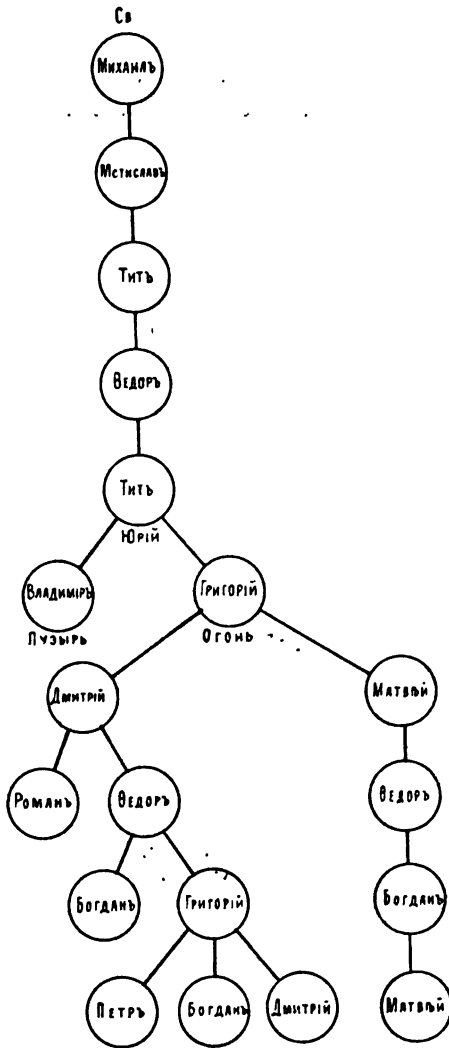 Св
Михаилъ
Мстиславъ
Титъ
Ѳедоръ
Титъ
Юрій
Владиміръ
Пузырь
Григорій
Огонь
Дмитрій
Матвѣй
Романъ
Ѳедоръ
Ѳедоръ
Богданъ
Григорій
Богданъ
Петръ
Богданъ
Дмитрій
Матвѣй